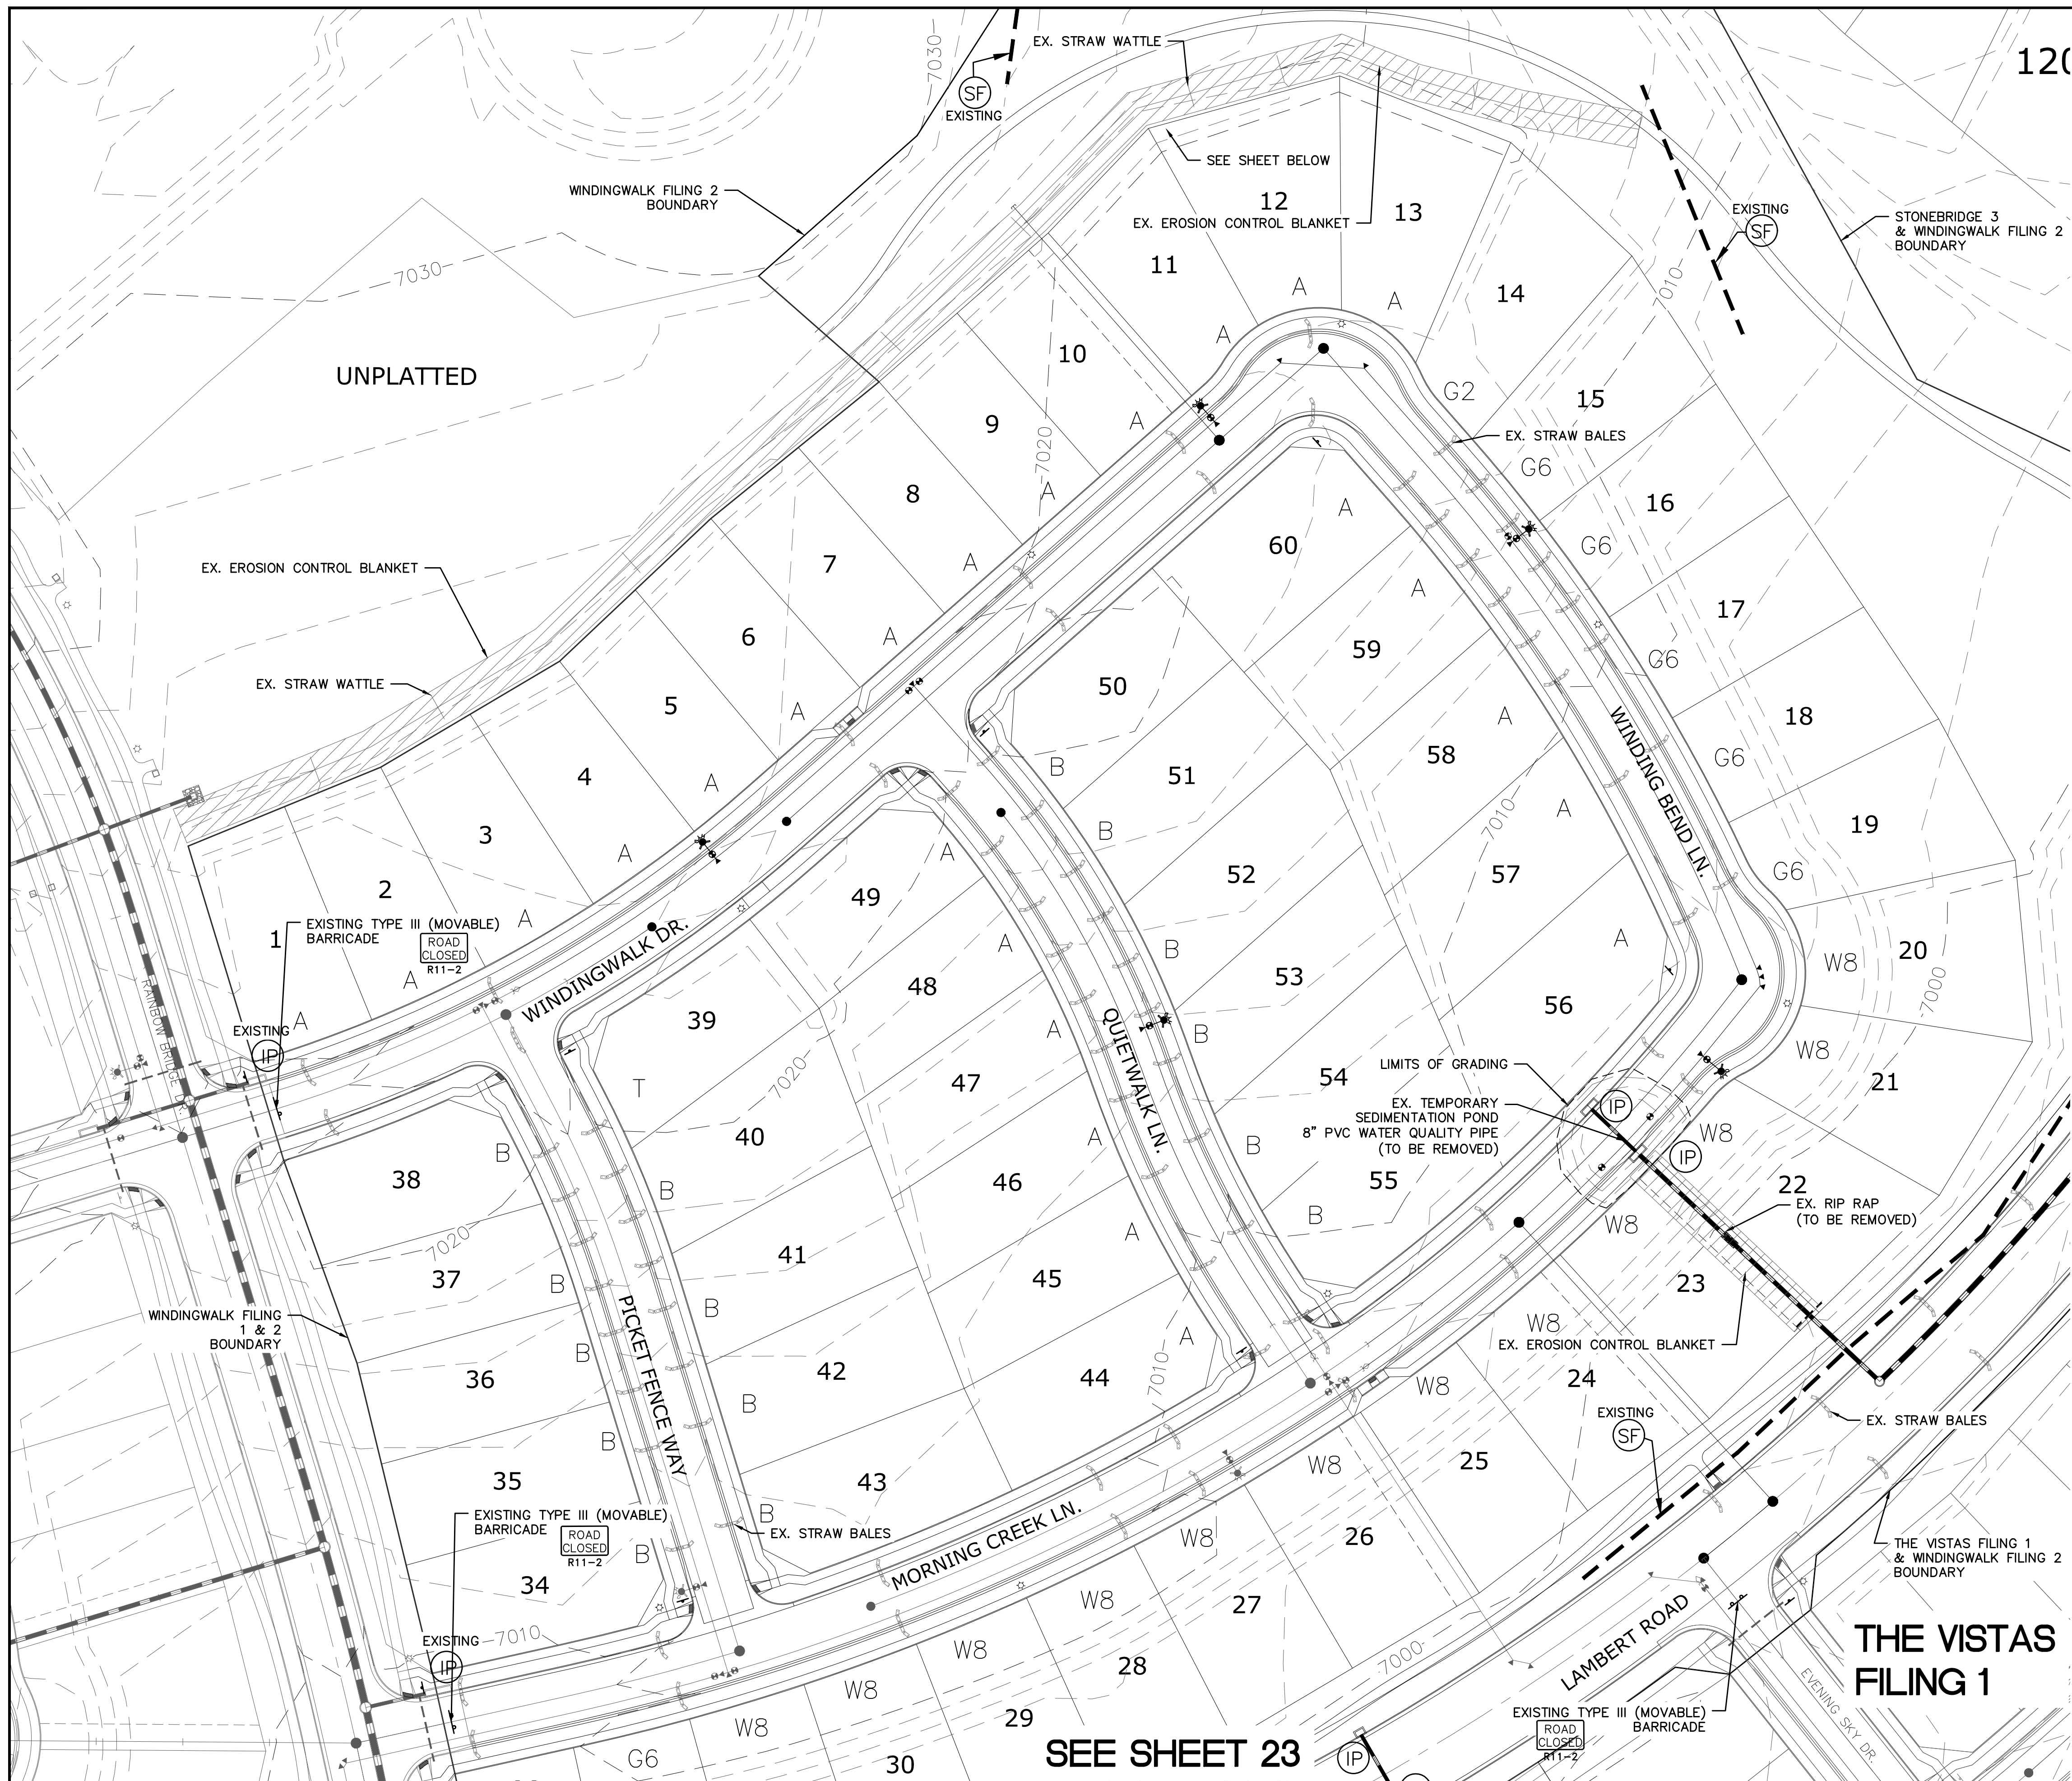 EX. STRAW WATTLE
7030
SF
EXISTING
120
SEE SHEET BELOW
WINDINGWALK FILING 2
BOUNDARY
12
13
EX. EROSION CONTROL BLANKET
EXISTING
SF
STONEBRIDGE 3
& WINDINGWALK FILING 2
BOUNDARY
7030
11
14
7010
A
A
A
UNPLATTED
10
9
A
G2
15
EX. STRAW BALES
7020
G6
8
A
A
16
7
60
G6
EX. EROSION CONTROL BLANKET
A
A
6
A
17
59
G6
EX. STRAW WATTLE
5
A
50
A
18
WINDING BEND LN.
4
A
B
51
58
G6
3
A
A
B
7010
A
19
2
49
52
57
G6
EXISTING TYPE III (MOVABLE)
BARRICADE
ROAD
CLOSED
R11-2
1
A
A
A
WINDINGWALK DR.
A
48
B
53
A
W8
20
7000
EXISTING
IP
RAINBOW BRIDGE
39
A
QUIETWALK LN.
B
56
W8
T
7020
47
54
LIMITS OF GRADING
21
EX. TEMPORARY
SEDIMENTATION POND
8" PVC WATER QUALITY PIPE
(TO BE REMOVED)
IP
W8
IP
40
A
B
B
38
B
46
55
22
EX. RIP RAP
(TO BE REMOVED)
B
W8
A
7020
37
41
45
23
B
B
WINDINGWALK FILING
1 & 2
BOUNDARY
PICKET FENCE WAY
A
W8
EX. EROSION CONTROL BLANKET
B
36
42
44
7010
W8
24
B
EXISTING
SF
EX. STRAW BALES
B
35
43
W8
25
EXISTING TYPE III (MOVABLE)
BARRICADE
ROAD
CLOSED
R11-2
B
B
EX. STRAW BALES
MORNING CREEK LN.
W8
26
THE VISTAS FILING 1
& WINDINGWALK FILING 2
BOUNDARY
34
W8
27
EXISTING
IP
7010
W8
28
7000
LAMBERT ROAD
THE VISTAS
FILING 1
W8
W8
29
EVENING SKY DR.
EXISTING TYPE III (MOVABLE)
BARRICADE
ROAD
CLOSED
R11-2
G6
30
SEE SHEET 23
IP